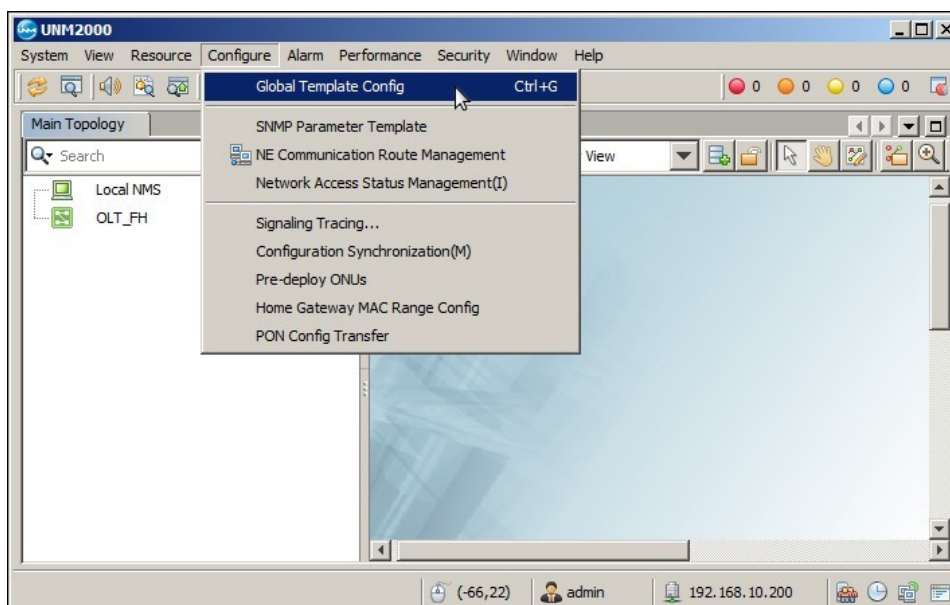 UNM2000
System View Resource Configure Alarm Performance Security Window Help
0 0 0 0
Global Template Config Ctrl+G
SNMP Parameter Template
NE Communication Route Management
Network Access Status Management(I)
Signaling Tracing...
Configuration Synchronization(M)
Pre-deploy ONUs
Home Gateway MAC Range Config
PON Config Transfer
Main Topology
Search
View
Local NMS
OLT_FH
(-66,22) admin 192.168.10.200